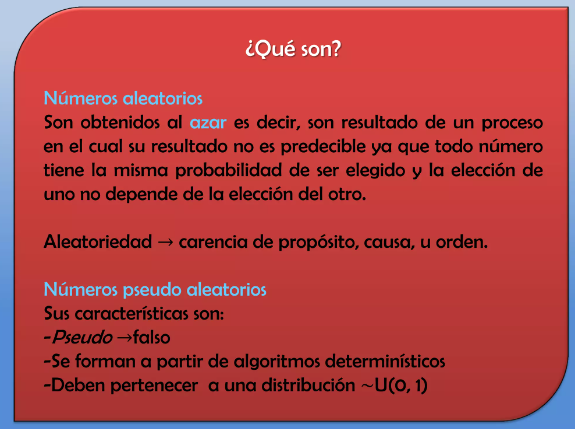 ¿Qué son?
Números aleatorios
Son obtenidos al azar es decir, son resultado de un proceso
en el cual su resultado no es predecible ya que todo número
tiene la misma probabilidad de ser elegido y la elección de
uno no depende de la elección del otro.
Aleatoriedad → carencia de propósito, causa, u orden.
Números pseudo aleatorios
Sus características son:
-Pseudo →falso
-Se forman a partir de algoritmos determinísticos
-Deben pertenecer a una distribución ~U(0, 1)